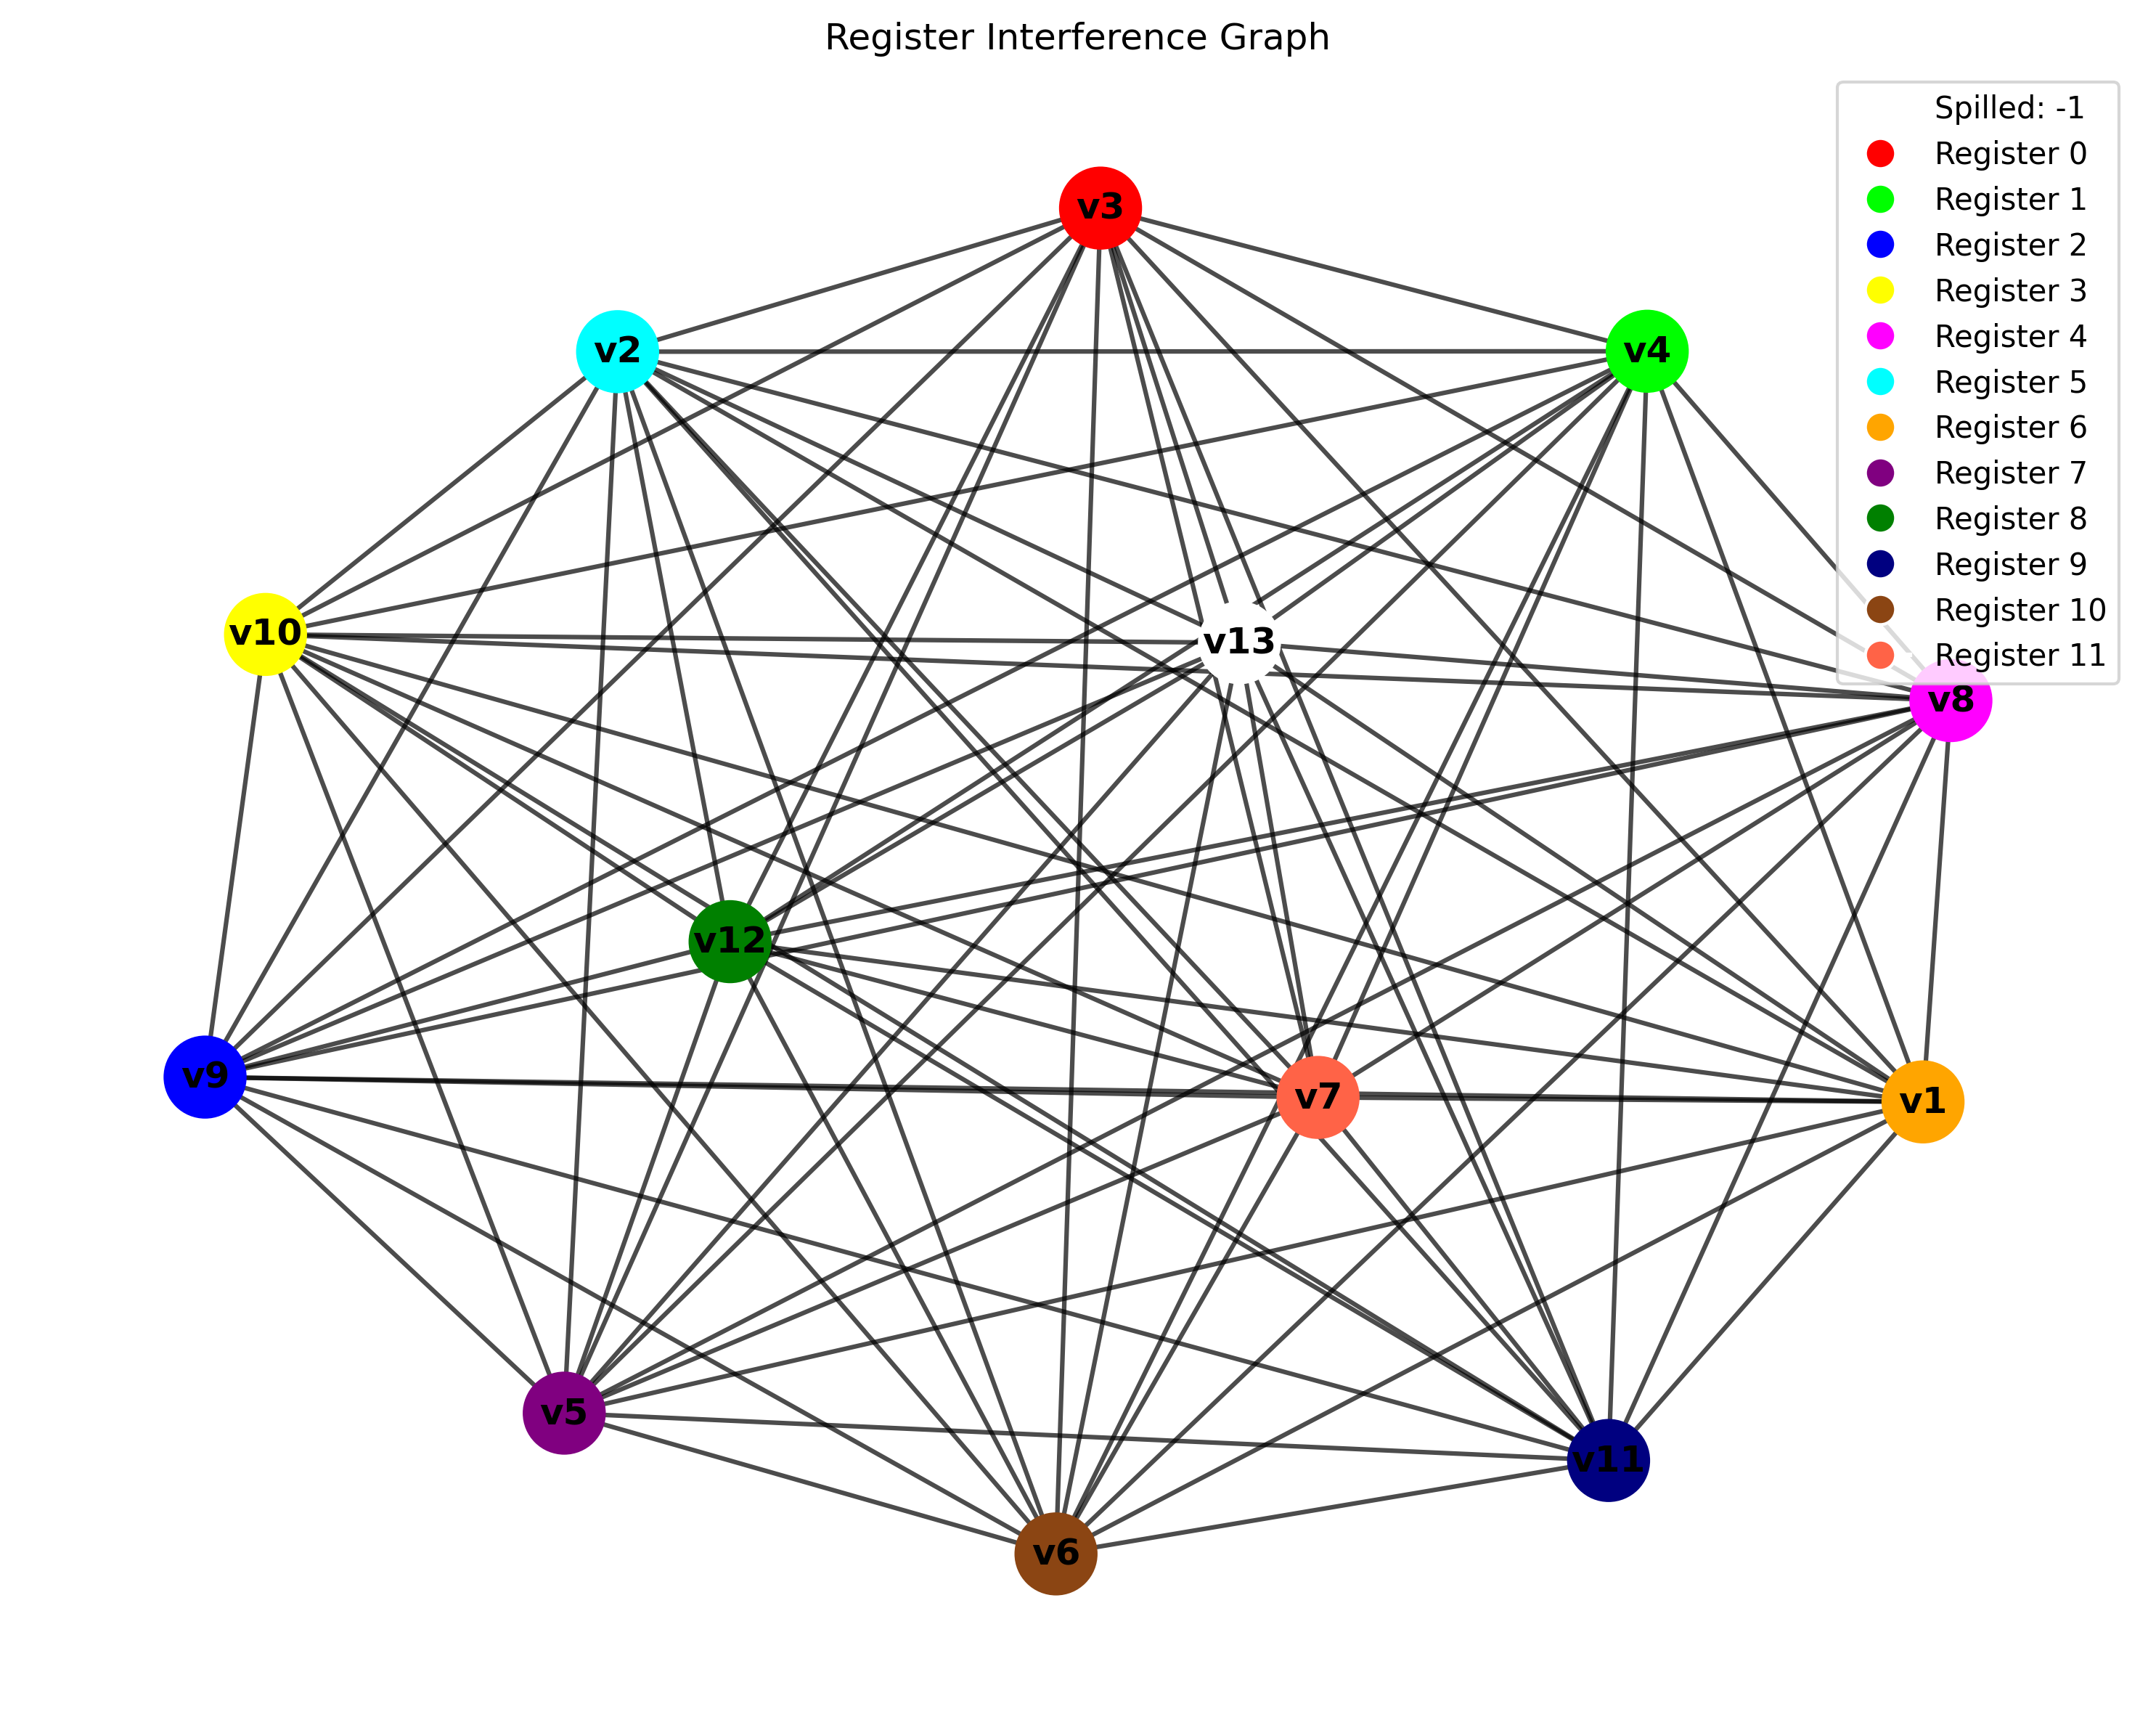 Register Interference Graph
Spilled: -1
Register 0
Register 1
Register 2
Register 3
Register 4
Register 5
Register 6
Register 7
Register 8
Register 9
Register 10
Register 11
v3
v2
v4
v10
v13
v8
v12
v9
v7
v1
v5
v11
v6